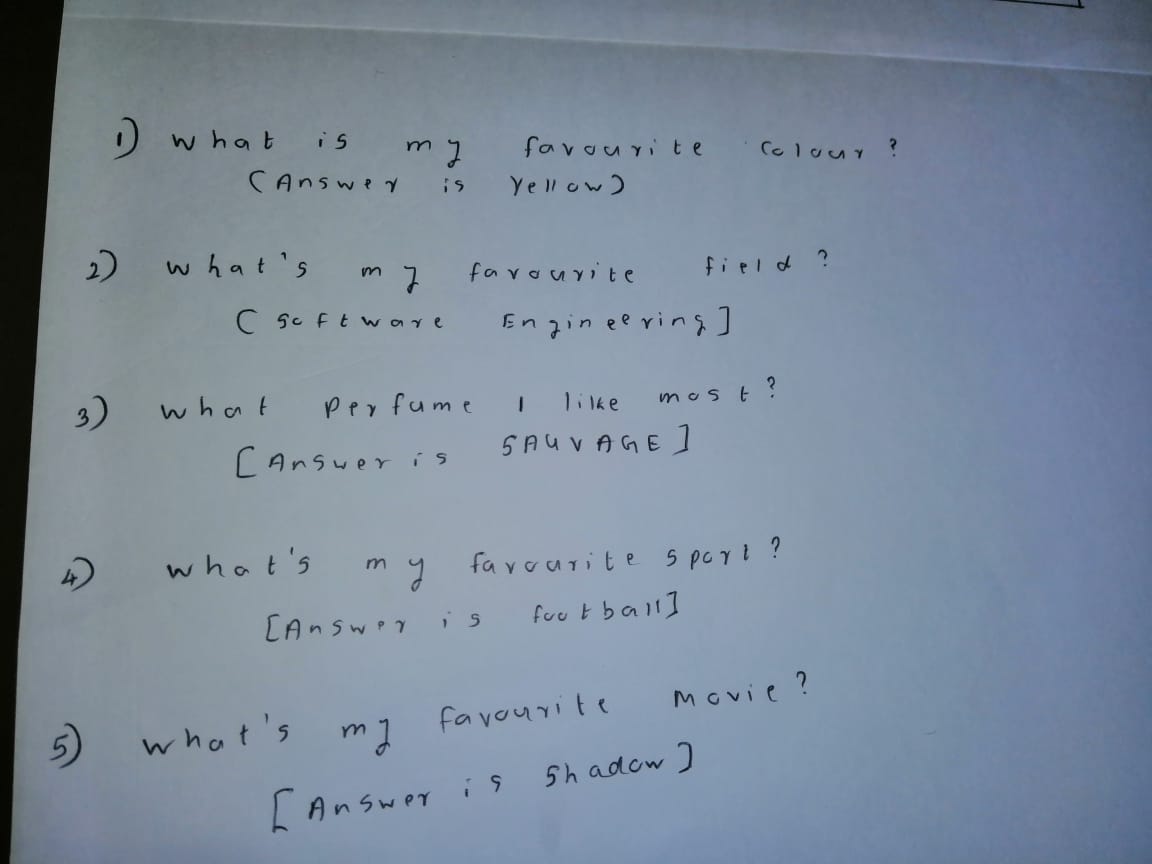 1) what is my favourite colour ?
(Answer is Yellow)
2) what's my favourite field ?
( Software Engineering ]
3) what perfume I like most ?
[ Answer is SAUVAGE ]
4) what's my favourite sport ?
[Answer is football]
5) what's my favourite Movie ?
[ Answer is Shadow ]